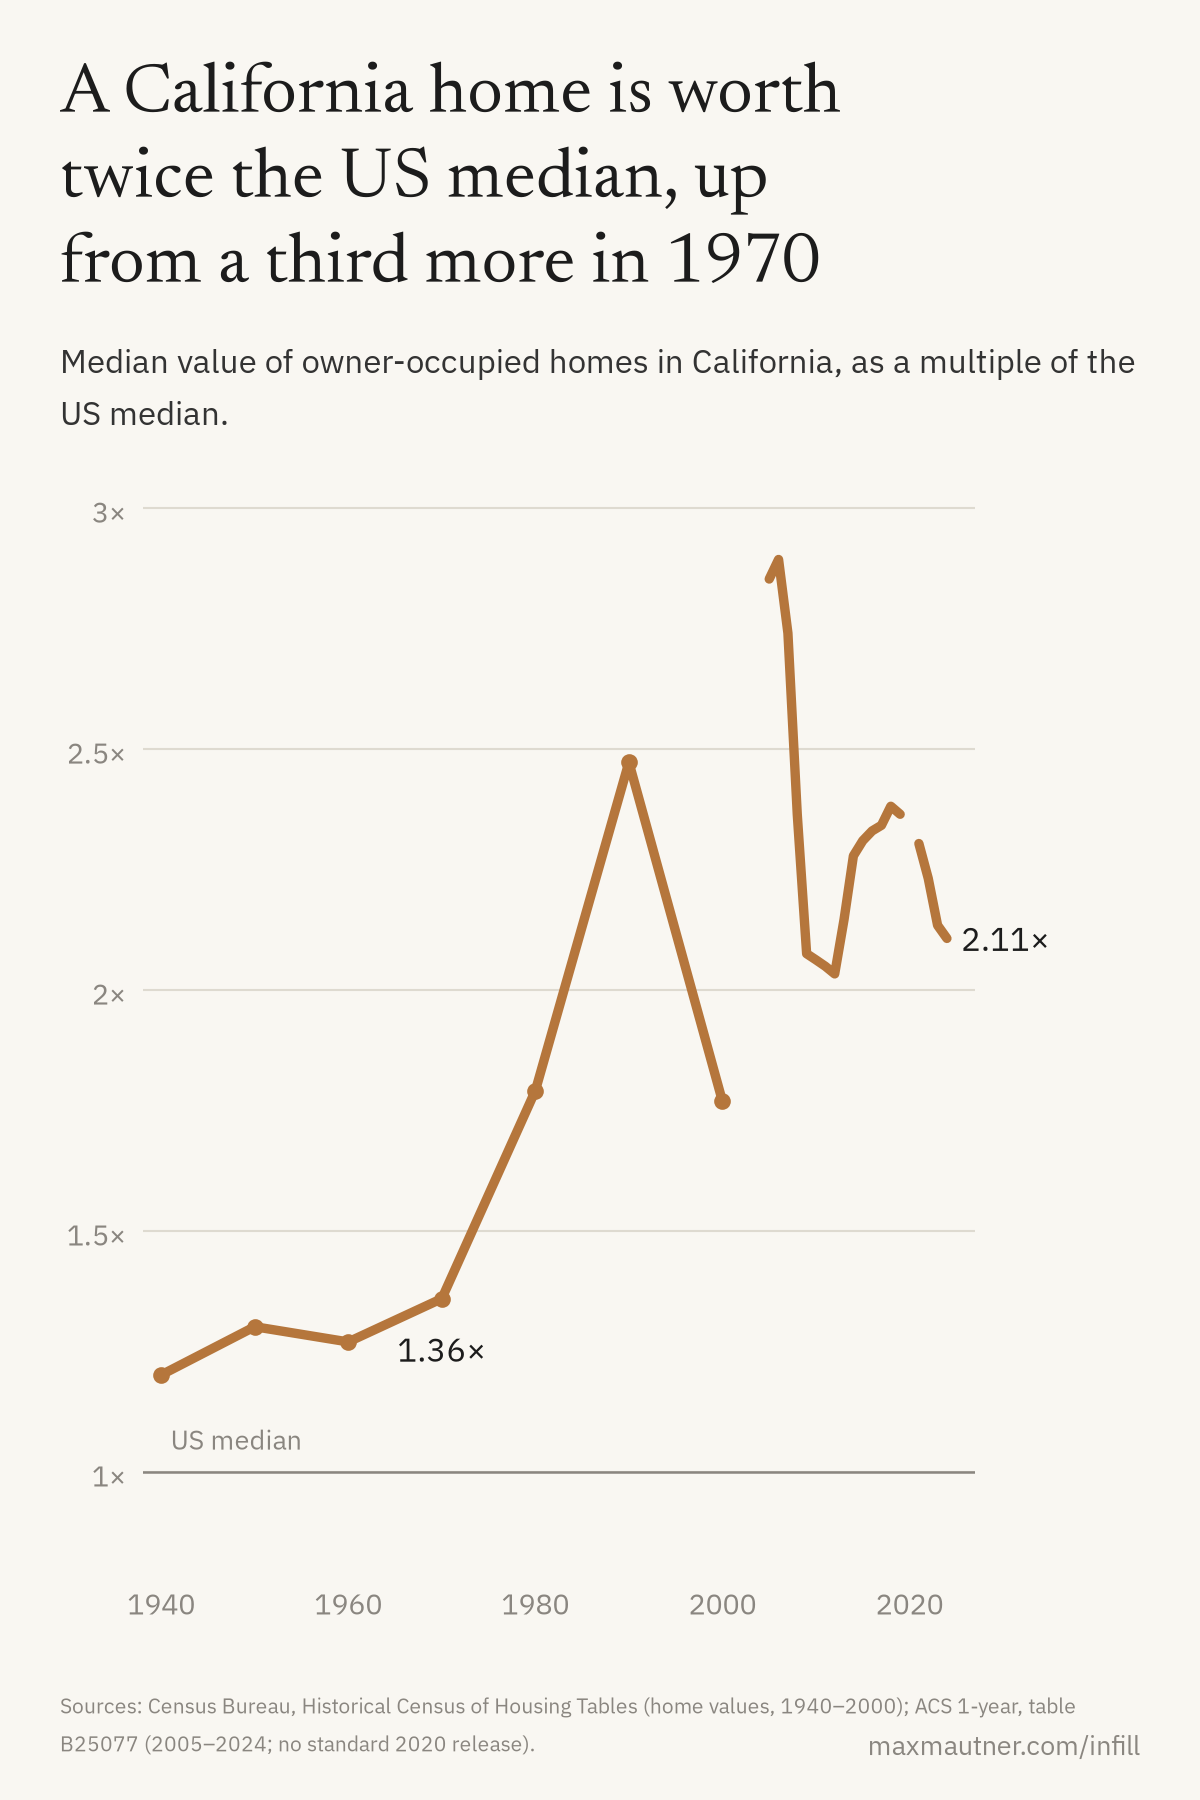 A California home is worth
twice the US median, up
from a third more in 1970
Median value of owner-occupied homes in California, as a multiple of the
US median.
3×
2.5×
2.11×
2×
1.5×
1.36×
US median
1×
1940 1960 1980 2000 2020
Sources: Census Bureau, Historical Census of Housing Tables (home values, 1940–2000); ACS 1-year, table
B25077 (2005–2024; no standard 2020 release).
maxmautner.com/infill